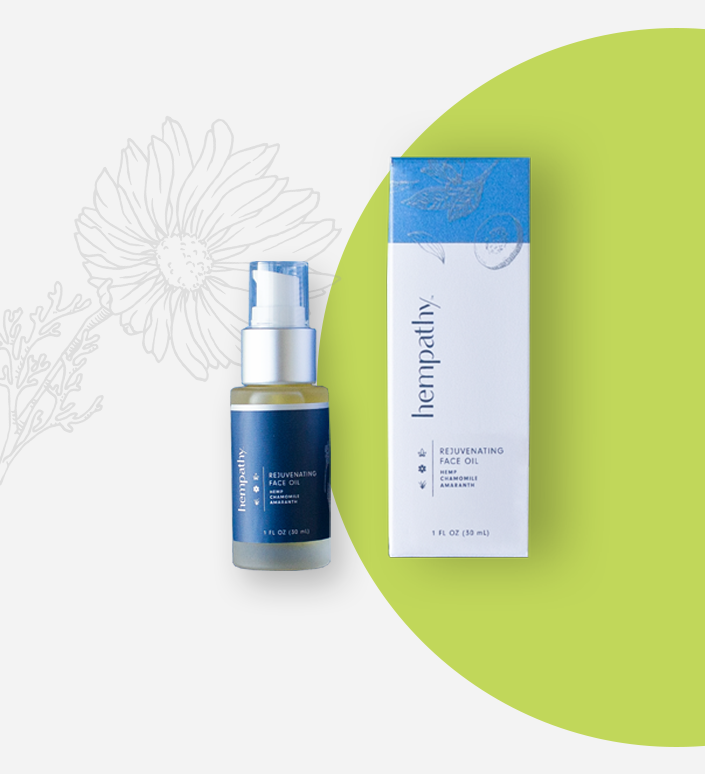 hempathy
REJUVENATING
FACE OIL
HEMP
CHAMOMILE
AMARANTH
1 FL OZ (30 mL)
hempathy™
REJUVENATING
FACE OIL
HEMP
CHAMOMILE
AMARANTH
1 FL OZ (30 mL)